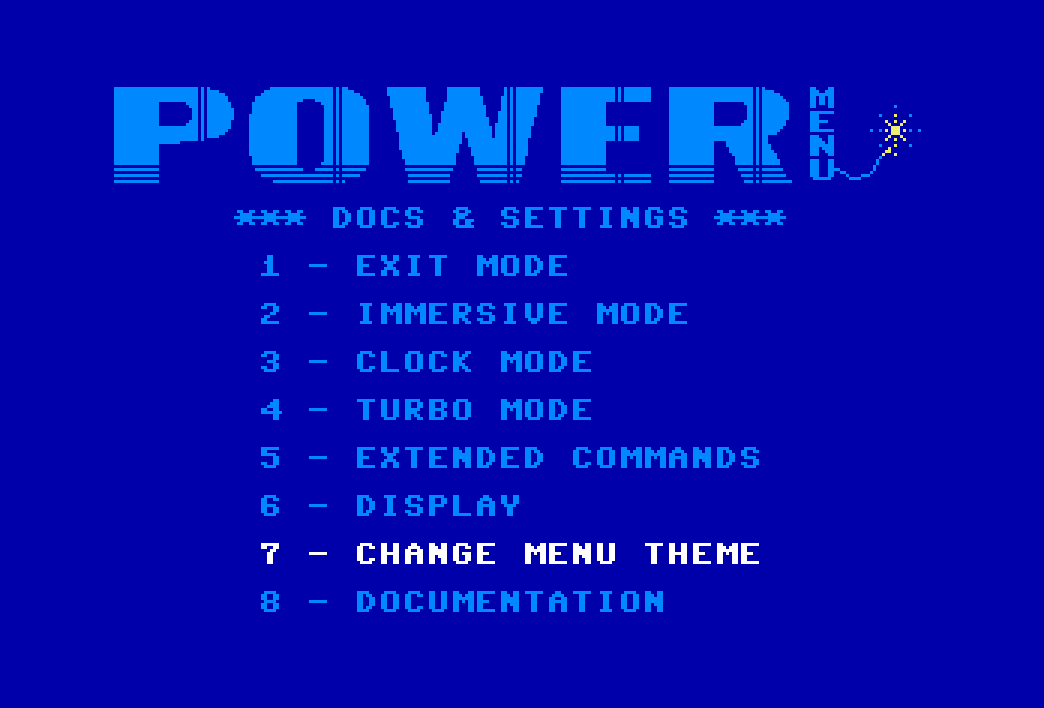 POWER MENU
*** DOCS & SETTINGS ***
1 - EXIT MODE
2 - IMMERSIVE MODE
3 - CLOCK MODE
4 - TURBO MODE
5 - EXTENDED COMMANDS
6 - DISPLAY
7 - CHANGE MENU THEME
8 - DOCUMENTATION